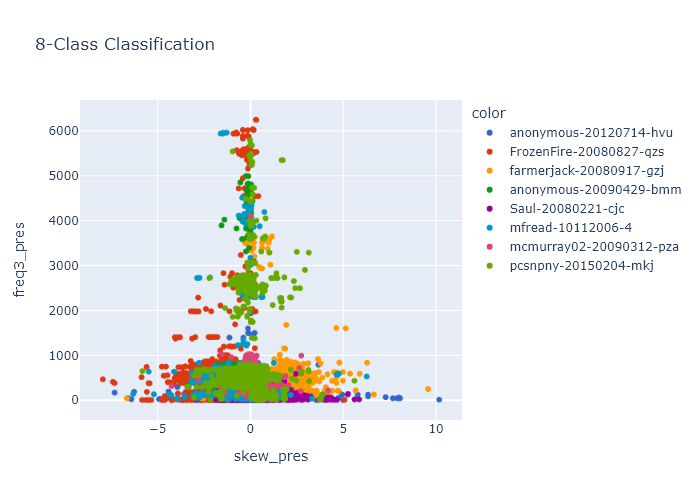 8-Class Classification
color
anonymous-20120714-hvu
FrozenFire-20080827-qzs
farmerjack-20080917-gzj
anonymous-20090429-bmm
Saul-20080221-cjc
mfread-10112006-4
mcmurray02-20090312-pza
pcsnpny-20150204-mkj
freq3_pres
6000
5000
4000
3000
2000
1000
0
−5
0
5
10
skew_pres